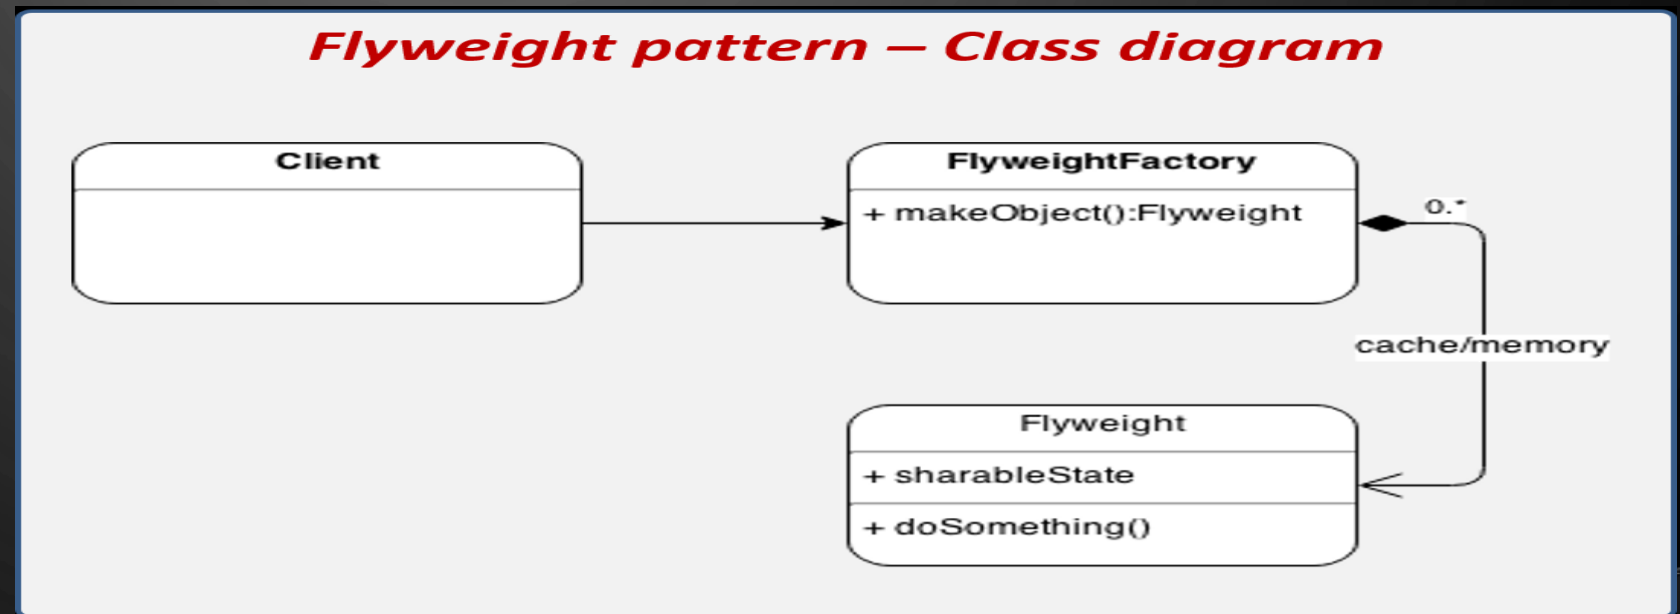 Flyweight pattern – Class diagram
Client
FlyweightFactory
+ makeObject():Flyweight
0.*
cache/memory
Flyweight
+ sharableState
+ doSomething()